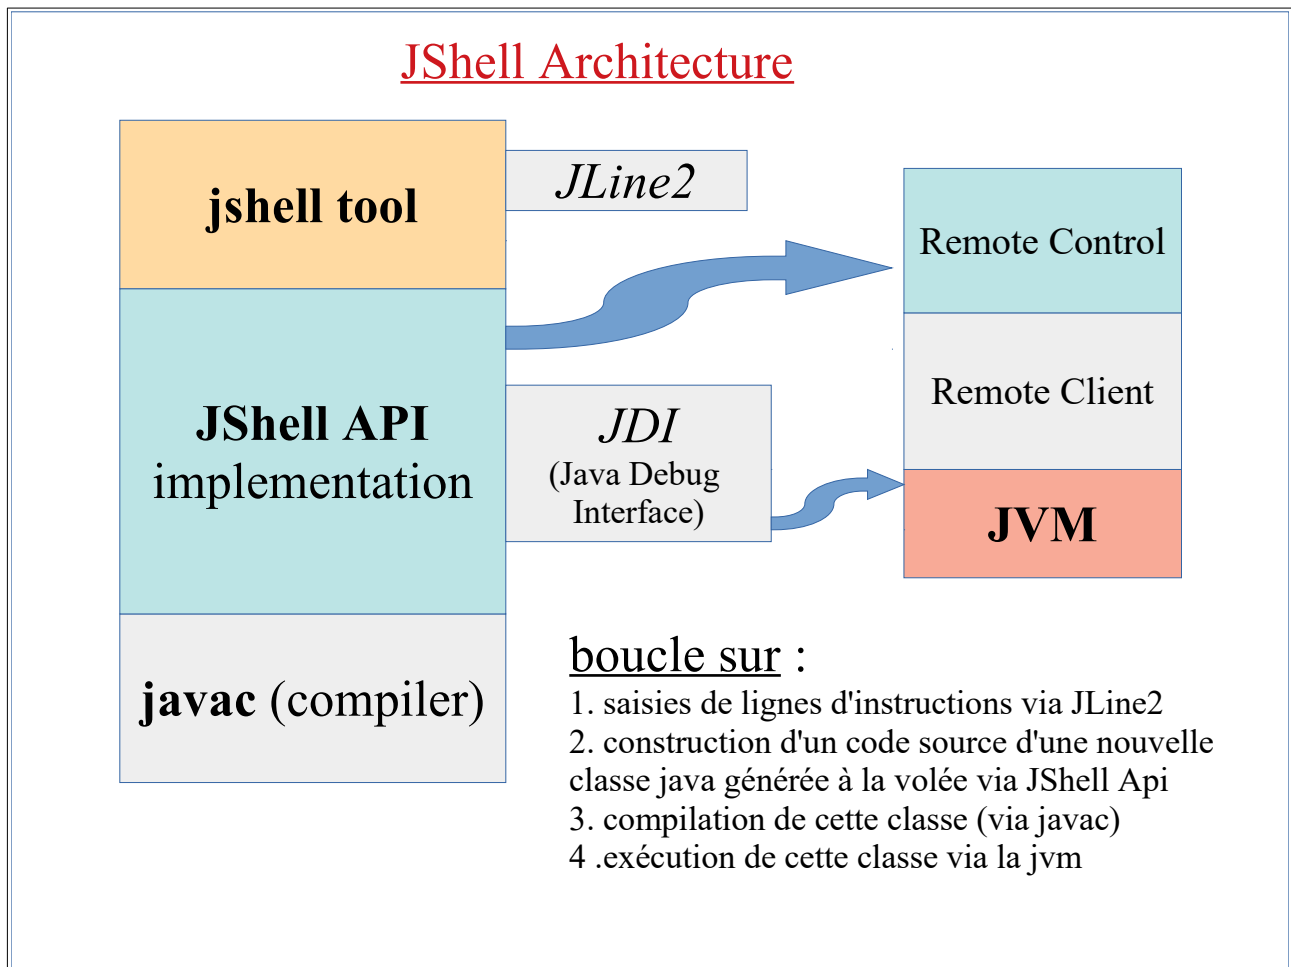 JShell Architecture
jshell tool
JLine2
Remote Control
JShell API
implementation
JDI
(Java Debug
Interface)
Remote Client
JVM
javac (compiler)
boucle sur :
1. saisies de lignes d'instructions via JLine2
2. construction d'un code source d'une nouvelle
classe java générée à la volée via JShell Api
3. compilation de cette classe (via javac)
4 .exécution de cette classe via la jvm